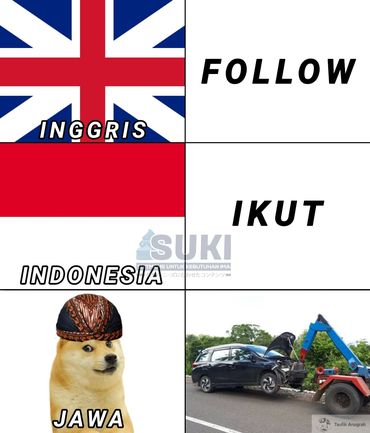 INGGRIS
FOLLOW
INDONESIA
IKUT
SUKI
JAWA
Taufik Anugrah